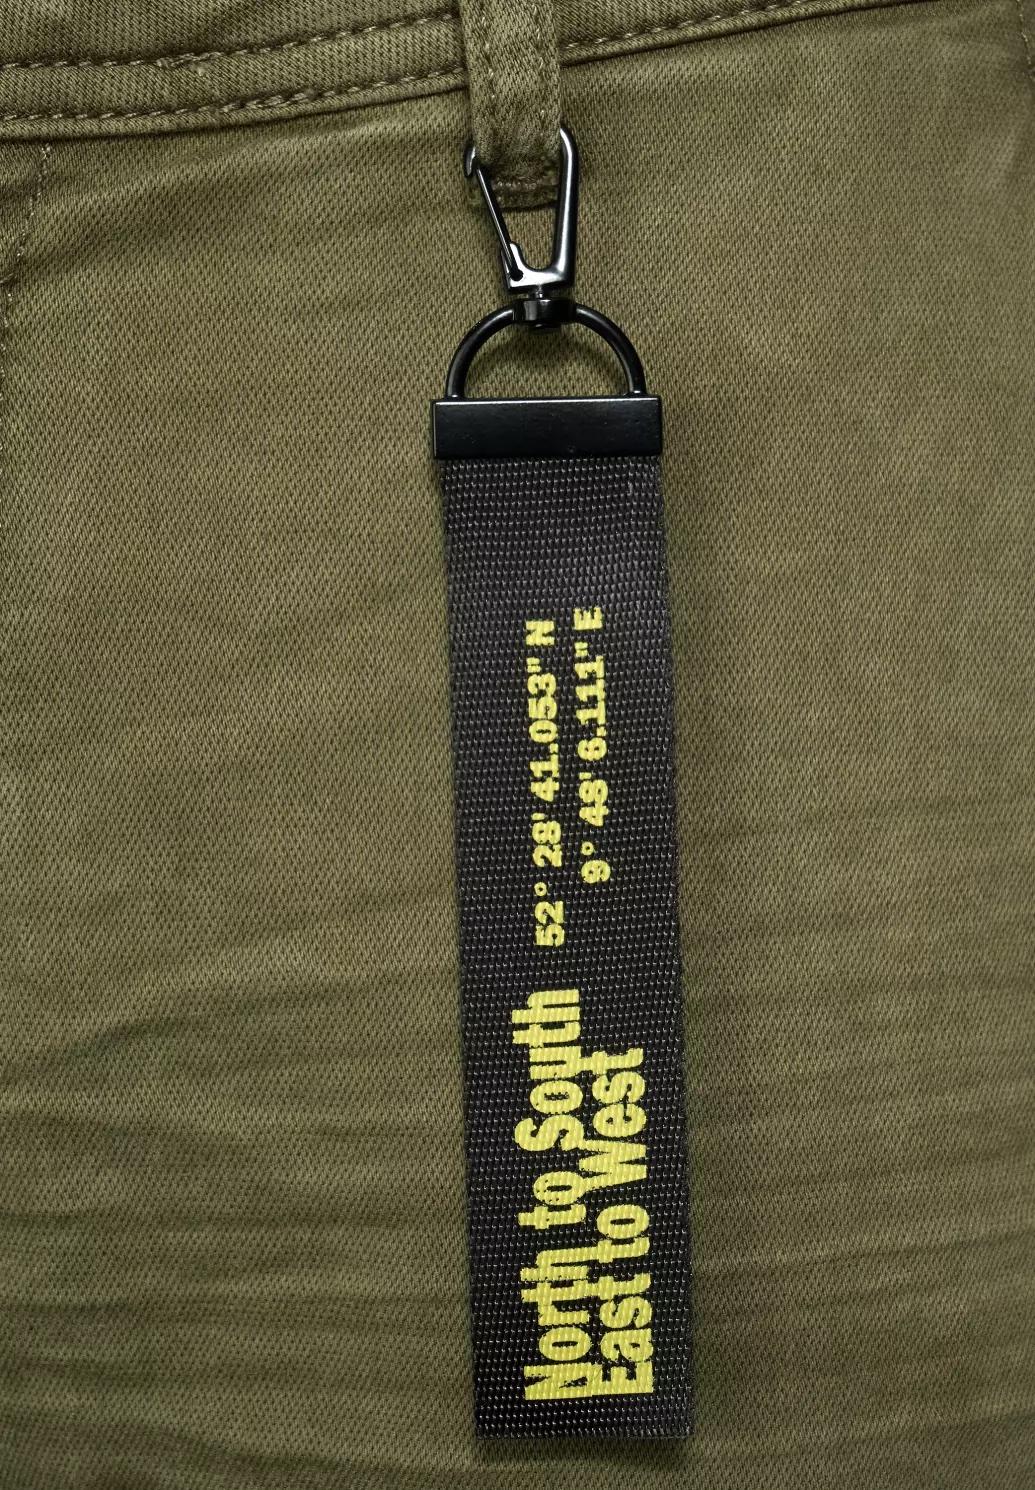 North to South
East to West
52° 28' 41.053" N
9° 48' 6.111" E